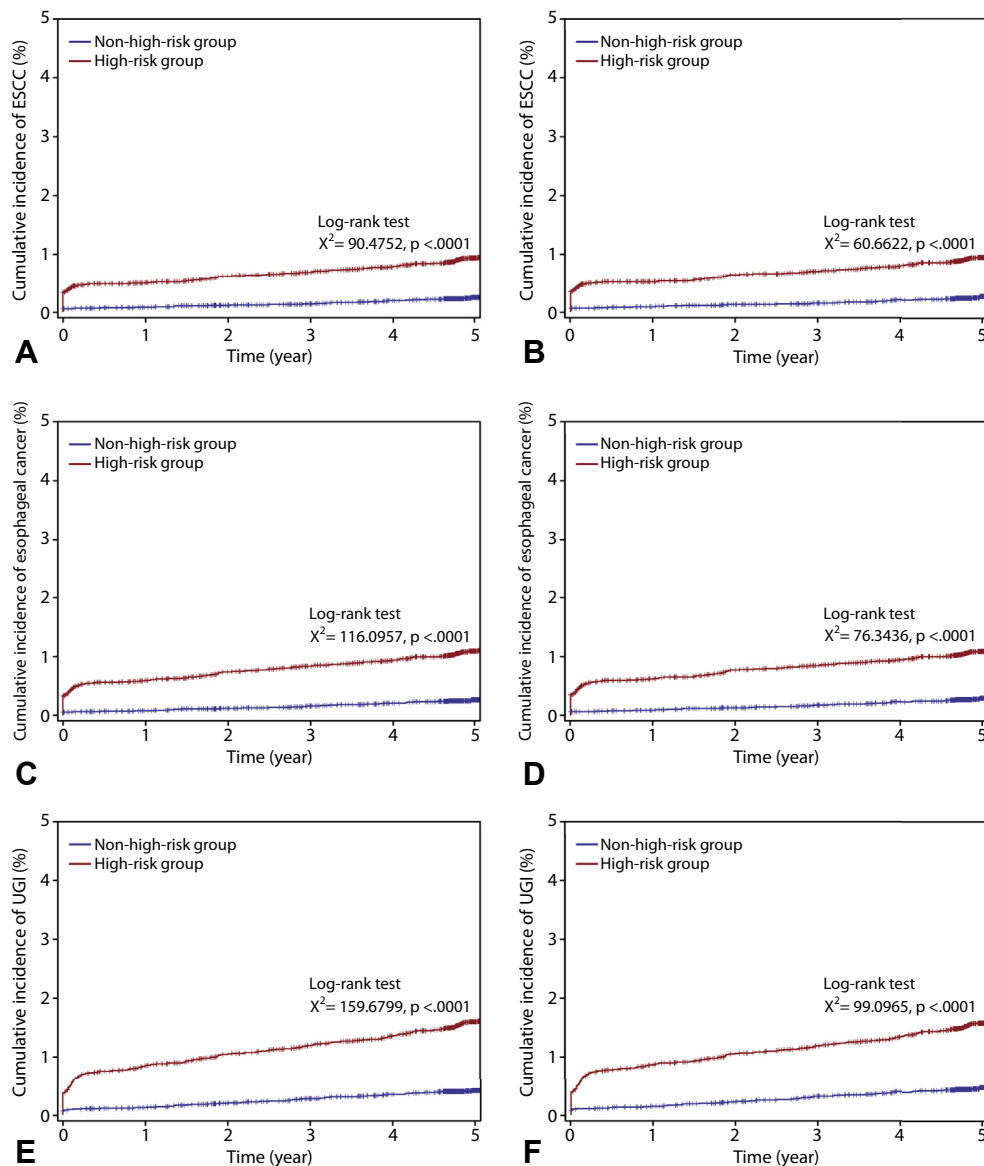 5
4
3
2
1
0
Cumulative incidence of ESCC (%)
Non-high-risk group
High-risk group
Log-rank test
X²= 90.4752, p <.0001
0 1 2 3 4 5
Time (year)
A
5
4
3
2
1
0
Cumulative incidence of ESCC (%)
Non-high-risk group
High-risk group
Log-rank test
X²= 60.6622, p <.0001
0 1 2 3 4 5
Time (year)
B
5
4
3
2
1
0
Cumulative incidence of esophageal cancer (%)
Non-high-risk group
High-risk group
Log-rank test
X²= 116.0957, p <.0001
0 1 2 3 4 5
Time (year)
C
5
4
3
2
1
0
Cumulative incidence of esophageal cancer (%)
Non-high-risk group
High-risk group
Log-rank test
X²= 76.3436, p <.0001
0 1 2 3 4 5
Time (year)
D
5
4
3
2
1
0
Cumulative incidence of UGI (%)
Non-high-risk group
High-risk group
Log-rank test
X²= 159.6799, p <.0001
0 1 2 3 4 5
Time (year)
E
5
4
3
2
1
0
Cumulative incidence of UGI (%)
Non-high-risk group
High-risk group
Log-rank test
X²= 99.0965, p <.0001
0 1 2 3 4 5
Time (year)
F